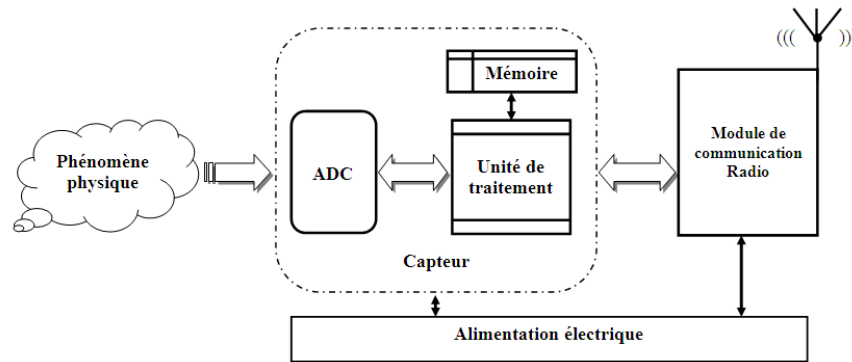 Phénomène
physique
ADC
Mémoire
Unité de
traitement
Capteur
((( ))
Module de
communication
Radio
Alimentation électrique